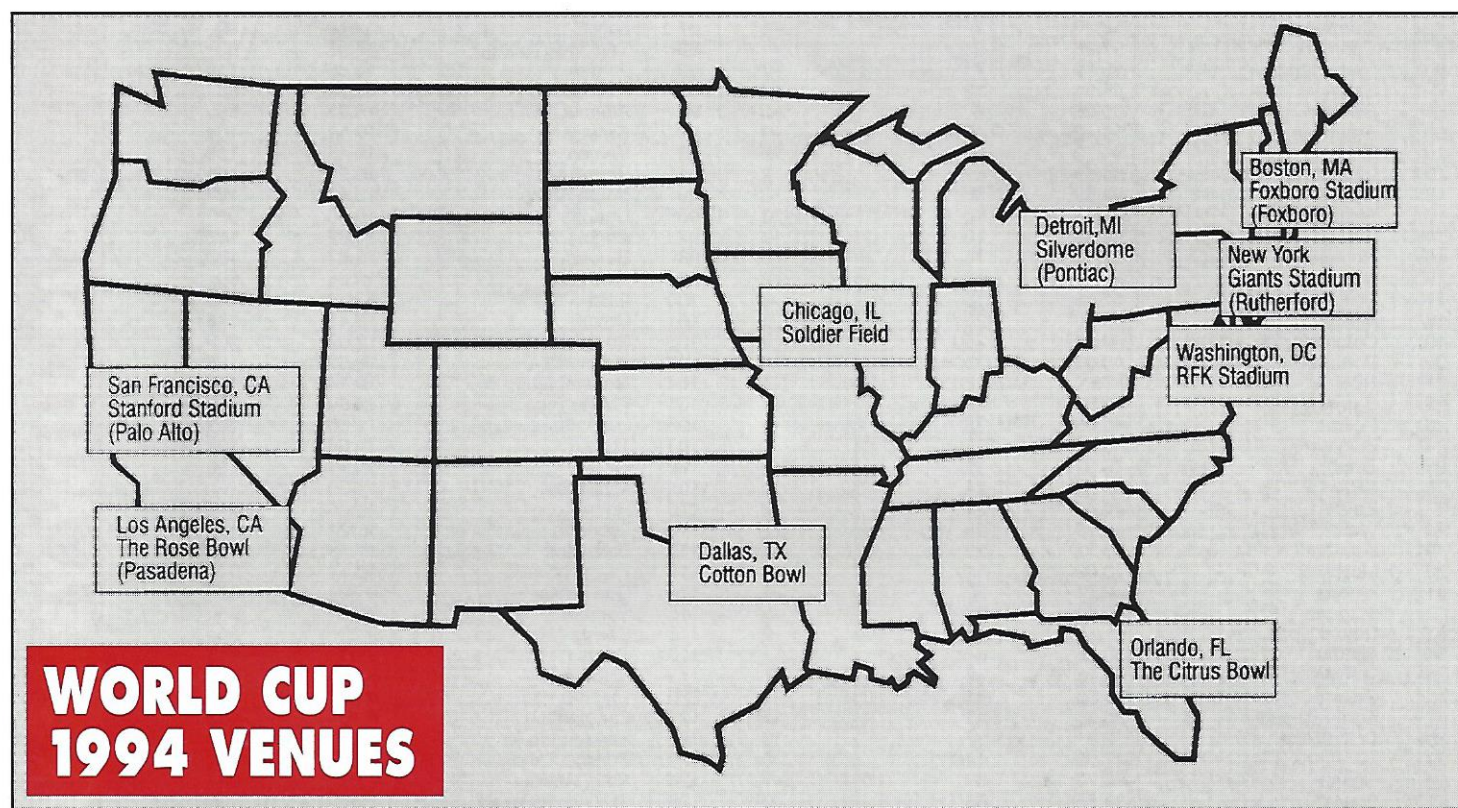 Boston, MA
Foxboro Stadium
(Foxboro)
Detroit,MI
Silverdome
(Pontiac)
New York
Giants Stadium
(Rutherford)
Chicago, IL
Soldier Field
Washington, DC
RFK Stadium
San Francisco, CA
Stanford Stadium
(Palo Alto)
Los Angeles, CA
The Rose Bowl
(Pasadena)
Dallas, TX
Cotton Bowl
Orlando, FL
The Citrus Bowl
WORLD CUP
1994 VENUES